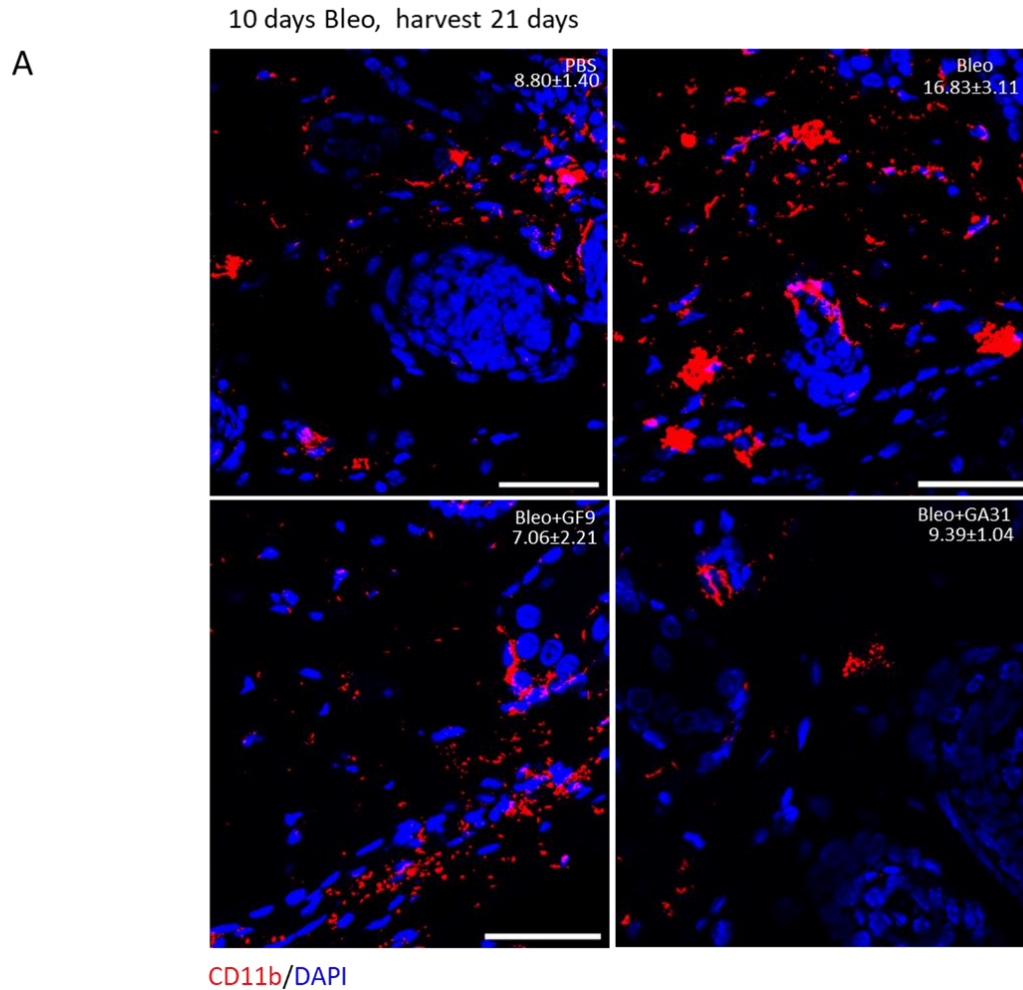 10 days Bleo, harvest 21 days
A
PBS
8.80±1.40
Bleo
16.83±3.11
Bleo+GF9
7.06±2.21
Bleo+GA31
9.39±1.04
CD11b/DAPI